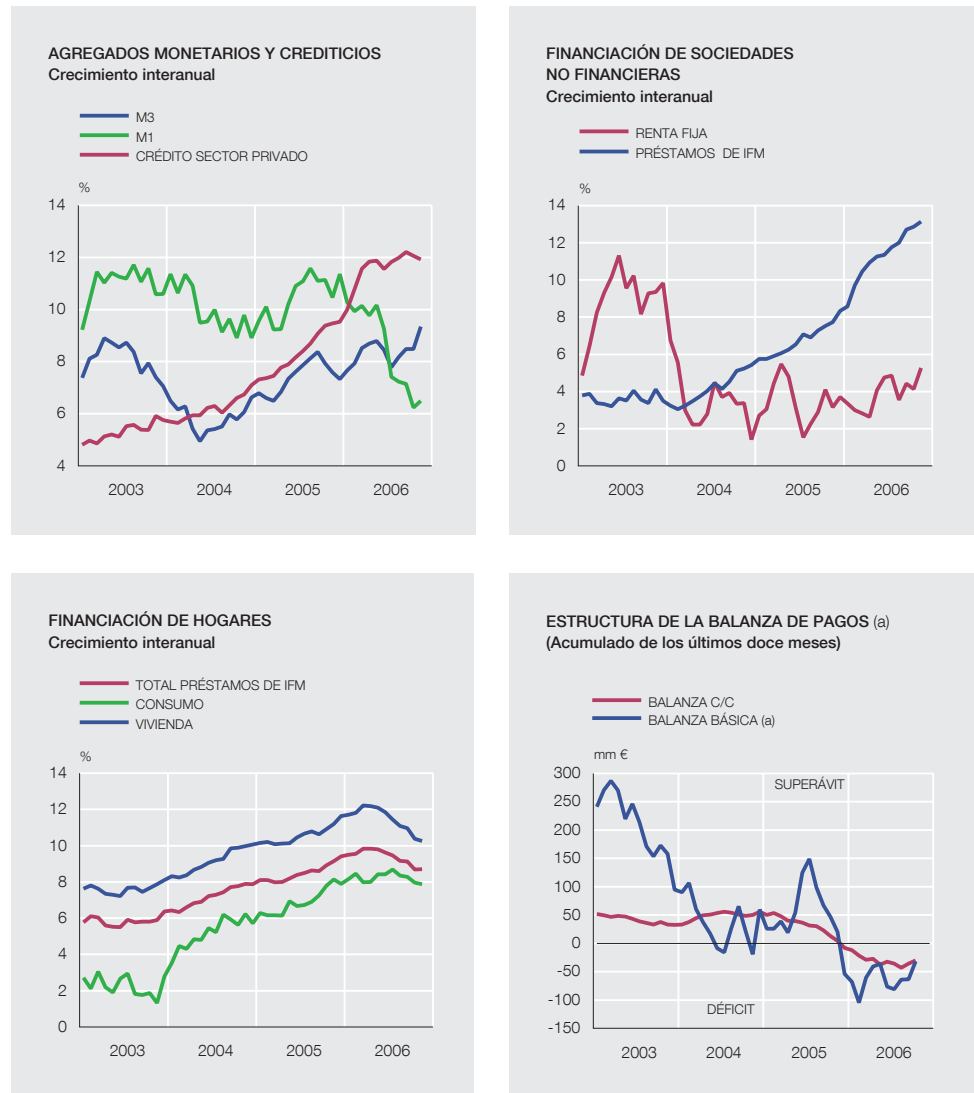 AGREGADOS MONETARIOS Y CREDITICIOS
Crecimiento interanual
M3
M1
CRÉDITO SECTOR PRIVADO
%
14
12
10
8
6
4
2003 2004 2005 2006
FINANCIACIÓN DE SOCIEDADES
NO FINANCIERAS
Crecimiento interanual
RENTA FIJA
PRÉSTAMOS DE IFM
%
14
12
10
8
6
4
2
0
2003 2004 2005 2006
FINANCIACIÓN DE HOGARES
Crecimiento interanual
TOTAL PRÉSTAMOS DE IFM
CONSUMO
VIVIENDA
%
14
12
10
8
6
4
2
0
2003 2004 2005 2006
ESTRUCTURA DE LA BALANZA DE PAGOS (a)
(Acumulado de los últimos doce meses)
BALANZA C/C
BALANZA BÁSICA (a)
mm €
300
250
200
150
100
50
0
-50
-100
-150
SUPERÁVIT
DÉFICIT
2003 2004 2005 2006